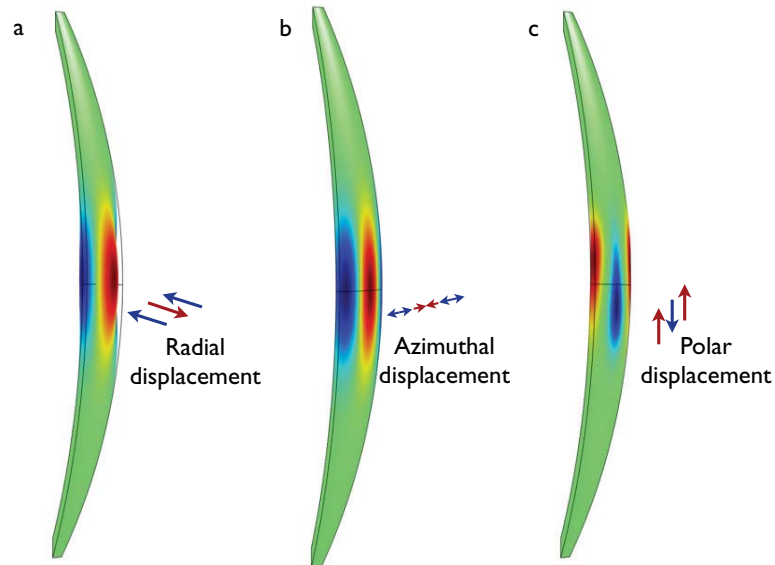 a
b
c
Radial
displacement
Azimuthal
displacement
Polar
displacement